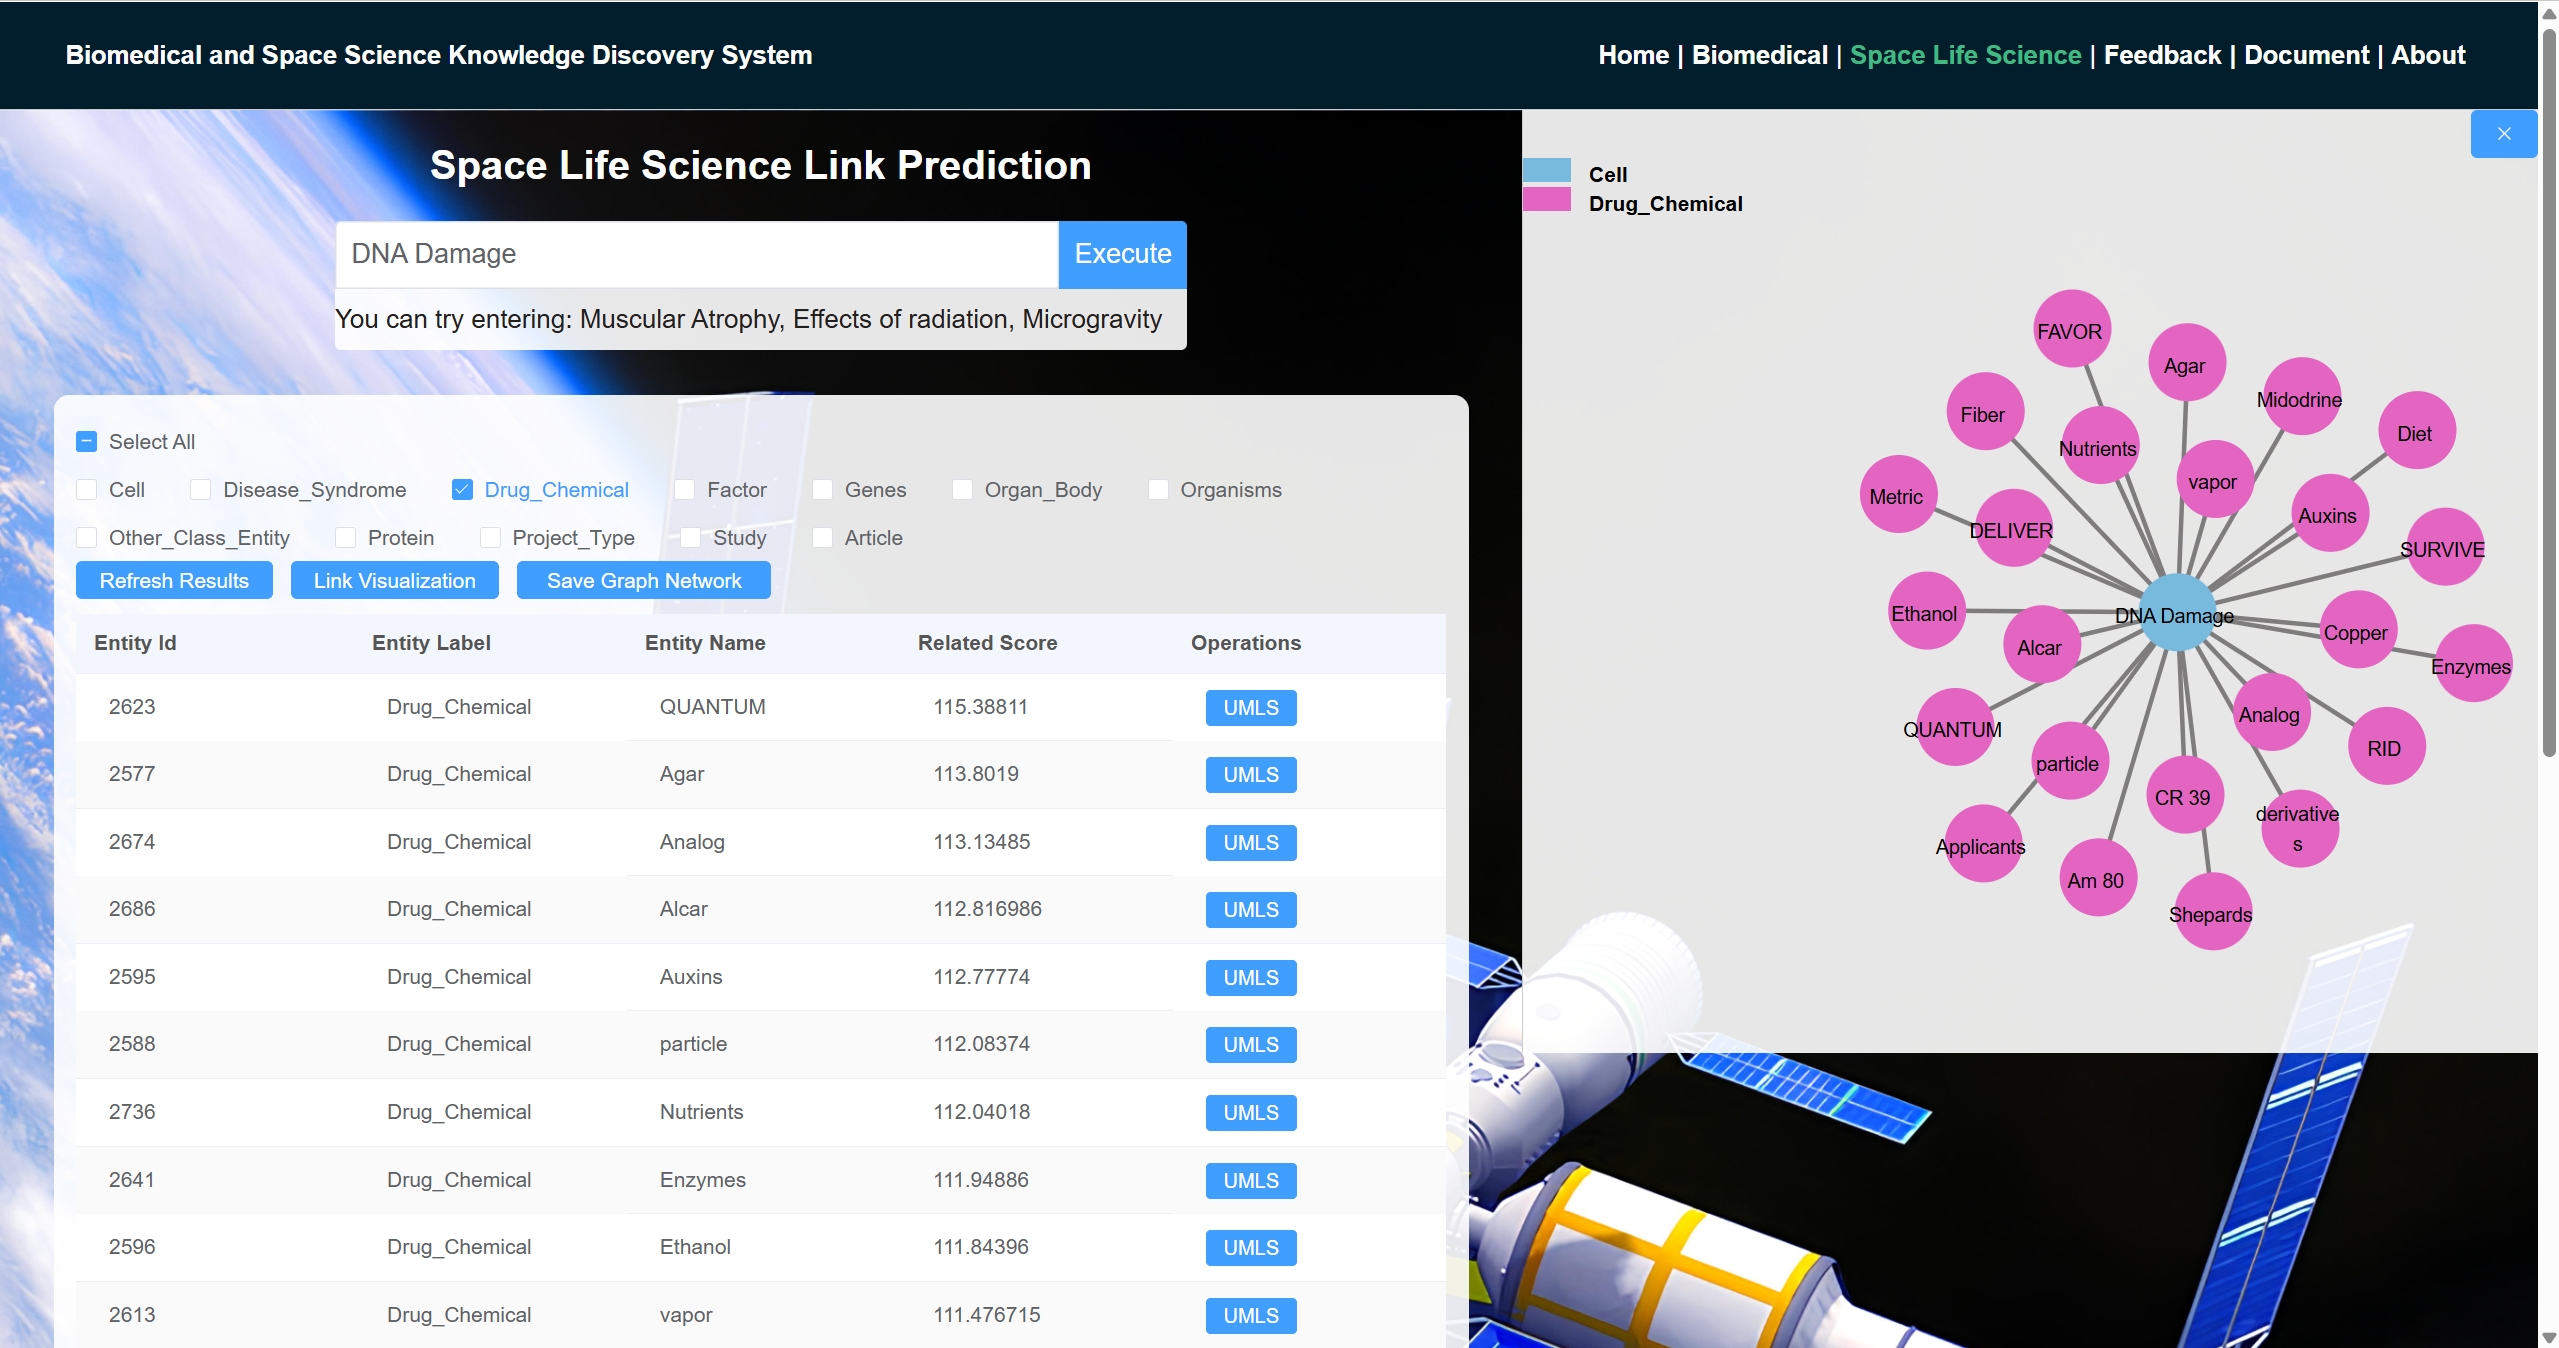 Biomedical and Space Science Knowledge Discovery System
Home | Biomedical | Space Life Science | Feedback | Document | About
Space Life Science Link Prediction
DNA Damage
Execute
You can try entering: Muscular Atrophy, Effects of radiation, Microgravity
Select All
Cell Disease_Syndrome Drug_Chemical Factor Genes Organ_Body Organisms
Other_Class_Entity Protein Project_Type Study Article
Refresh Results Link Visualization Save Graph Network
Entity Id Entity Label Entity Name Related Score Operations
2623 Drug_Chemical QUANTUM 115.38811 UMLS
2577 Drug_Chemical Agar 113.8019 UMLS
2674 Drug_Chemical Analog 113.13485 UMLS
2686 Drug_Chemical Alcar 112.816986 UMLS
2595 Drug_Chemical Auxins 112.77774 UMLS
2588 Drug_Chemical particle 112.08374 UMLS
2736 Drug_Chemical Nutrients 112.04018 UMLS
2641 Drug_Chemical Enzymes 111.94886 UMLS
2596 Drug_Chemical Ethanol 111.84396 UMLS
2613 Drug_Chemical vapor 111.476715 UMLS
Cell
Drug_Chemical
FAVOR
Agar
Midodrine
Fiber
Diet
Nutrients
vapor
Metric
Auxins
DELIVER
SURVIVE
Ethanol
DNA Damage
Copper
Alcar
Enzymes
QUANTUM
Analog
RID
particle
CR 39
derivative
s
Applicants
Am 80
Shepards